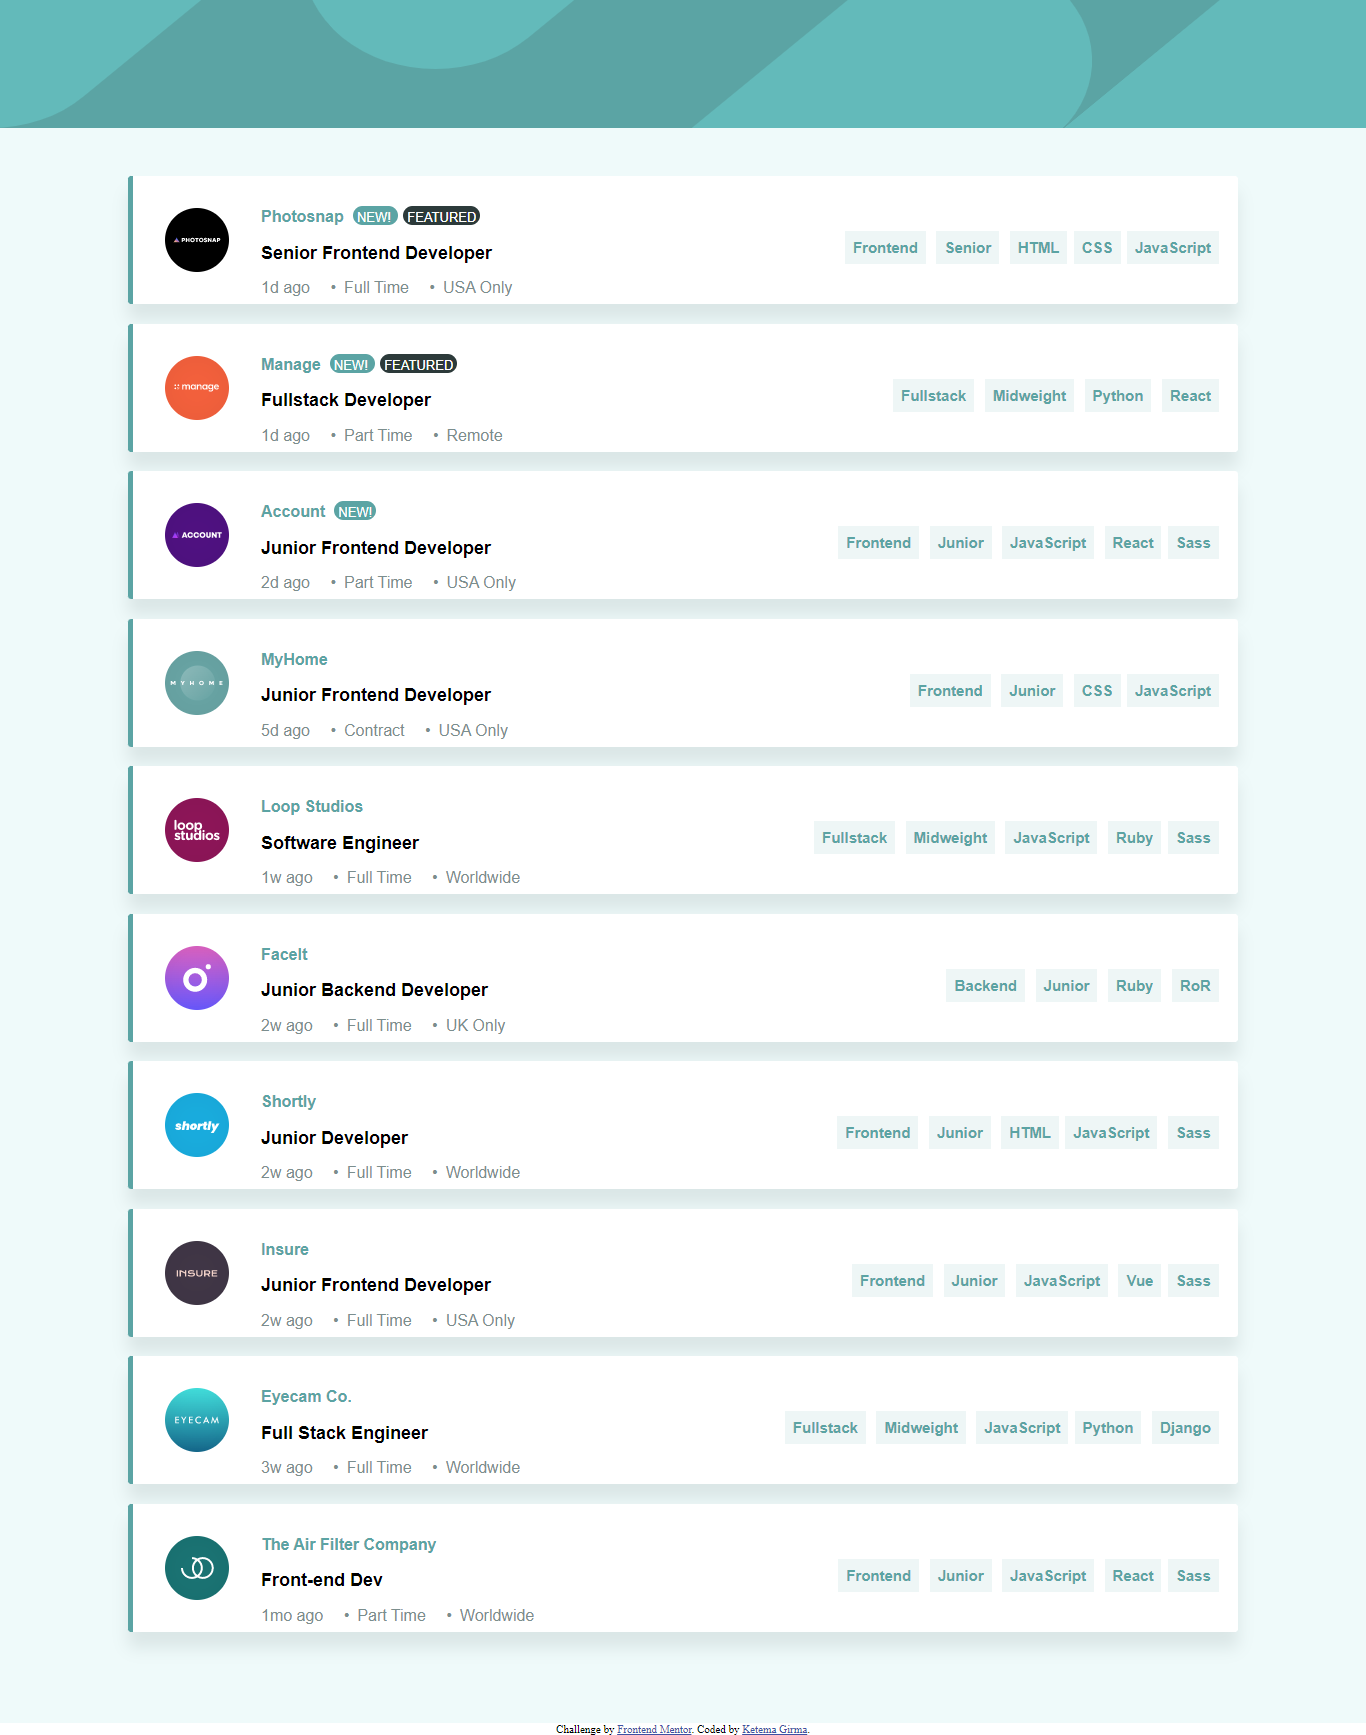 PHOTOSNAP
Photosnap NEW! FEATURED
Senior Frontend Developer
1d ago • Full Time • USA Only
Frontend Senior HTML CSS JavaScript
manage
Manage NEW! FEATURED
Fullstack Developer
1d ago • Part Time • Remote
Fullstack Midweight Python React
ACCOUNT
Account NEW!
Junior Frontend Developer
2d ago • Part Time • USA Only
Frontend Junior JavaScript React Sass
MYHOME
MyHome
Junior Frontend Developer
5d ago • Contract • USA Only
Frontend Junior CSS JavaScript
loop
studios
Loop Studios
Software Engineer
1w ago • Full Time • Worldwide
Fullstack Midweight JavaScript Ruby Sass
FaceIt
Junior Backend Developer
2w ago • Full Time • UK Only
Backend Junior Ruby RoR
shortly
Shortly
Junior Developer
2w ago • Full Time • Worldwide
Frontend Junior HTML JavaScript Sass
INSURE
Insure
Junior Frontend Developer
2w ago • Full Time • USA Only
Frontend Junior JavaScript Vue Sass
EYECAM
Eyecam Co.
Full Stack Engineer
3w ago • Full Time • Worldwide
Fullstack Midweight JavaScript Python Django
The Air Filter Company
Front-end Dev
1mo ago • Part Time • Worldwide
Frontend Junior JavaScript React Sass
Challenge by Frontend Mentor. Coded by Ketema Girma.